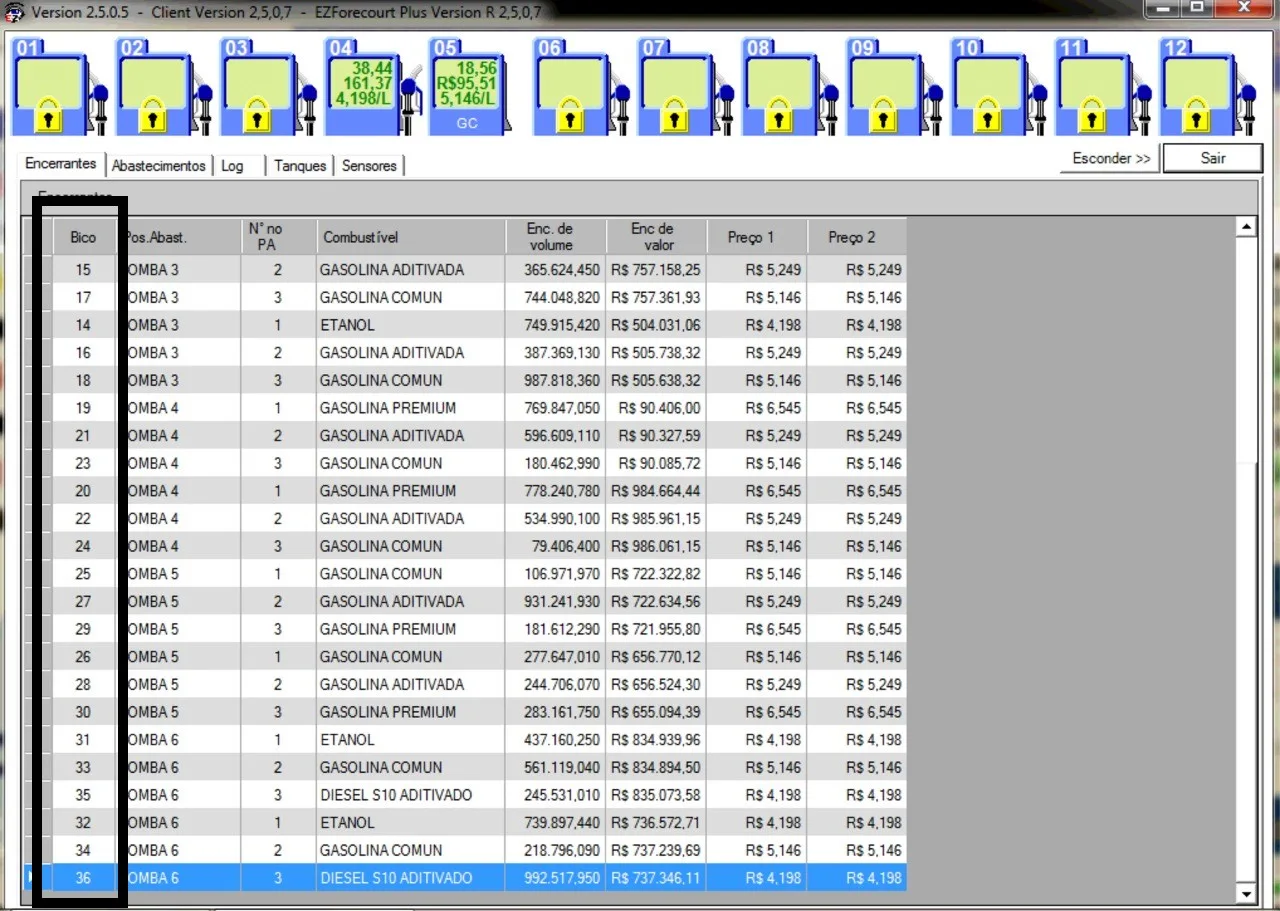 Version 2.5.0.5 - Client Version 2,5,0,7 - EZForecourt Plus Version R 2,5,0,7
01 02 03 04 05 06 07 08 09 10 11 12
38,44
161,37
4,198/L
18,56
R$95,51
5,146/L
GC
Encerrantes Abastecimentos Log Tanques Sensores Esconder >> Sair
Bico Pos.Abast. N° no PA Combustível Enc. de volume Enc de valor Preço 1 Preço 2
15 OMBA 3 2 GASOLINA ADITIVADA 365.624,450 R$ 757.158,25 R$ 5,249 R$ 5,249
17 OMBA 3 3 GASOLINA COMUN 744.048,820 R$ 757.361,93 R$ 5,146 R$ 5,146
14 OMBA 3 1 ETANOL 749.915,420 R$ 504.031,06 R$ 4,198 R$ 4,198
16 OMBA 3 2 GASOLINA ADITIVADA 387.369,130 R$ 505.738,32 R$ 5,249 R$ 5,249
18 OMBA 3 3 GASOLINA COMUN 987.818,360 R$ 505.638,32 R$ 5,146 R$ 5,146
19 OMBA 4 1 GASOLINA PREMIUM 769.847,050 R$ 90.406,00 R$ 6,545 R$ 6,545
21 OMBA 4 2 GASOLINA ADITIVADA 596.609,110 R$ 90.327,59 R$ 5,249 R$ 5,249
23 OMBA 4 3 GASOLINA COMUN 180.462,990 R$ 90.085,72 R$ 5,146 R$ 5,146
20 OMBA 4 1 GASOLINA PREMIUM 778.240,780 R$ 984.664,44 R$ 6,545 R$ 6,545
22 OMBA 4 2 GASOLINA ADITIVADA 534.990,100 R$ 985.961,15 R$ 5,249 R$ 5,249
24 OMBA 4 3 GASOLINA COMUN 79.406,400 R$ 986.061,15 R$ 5,146 R$ 5,146
25 OMBA 5 1 GASOLINA COMUN 106.971,970 R$ 722.322,82 R$ 5,146 R$ 5,146
27 OMBA 5 2 GASOLINA ADITIVADA 931.241,930 R$ 722.634,56 R$ 5,249 R$ 5,249
29 OMBA 5 3 GASOLINA PREMIUM 181.612,290 R$ 721.955,80 R$ 6,545 R$ 6,545
26 OMBA 5 1 GASOLINA COMUN 277.647,010 R$ 656.770,12 R$ 5,146 R$ 5,146
28 OMBA 5 2 GASOLINA ADITIVADA 244.706,070 R$ 656.524,30 R$ 5,249 R$ 5,249
30 OMBA 5 3 GASOLINA PREMIUM 283.161,750 R$ 655.094,39 R$ 6,545 R$ 6,545
31 OMBA 6 1 ETANOL 437.160,250 R$ 834.939,96 R$ 4,198 R$ 4,198
33 OMBA 6 2 GASOLINA COMUN 561.119,040 R$ 834.894,50 R$ 5,146 R$ 5,146
35 OMBA 6 3 DIESEL S10 ADITIVADO 245.531,010 R$ 835.073,58 R$ 4,198 R$ 4,198
32 OMBA 6 1 ETANOL 739.897,440 R$ 736.572,71 R$ 4,198 R$ 4,198
34 OMBA 6 2 GASOLINA COMUN 218.796,090 R$ 737.239,69 R$ 5,146 R$ 5,146
36 OMBA 6 3 DIESEL S10 ADITIVADO 992.517,950 R$ 737.346,11 R$ 4,198 R$ 4,198